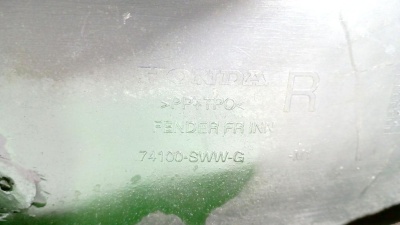 HONDA
R
>PP+TPO<
FENDER FR INN
74100-SWW-G